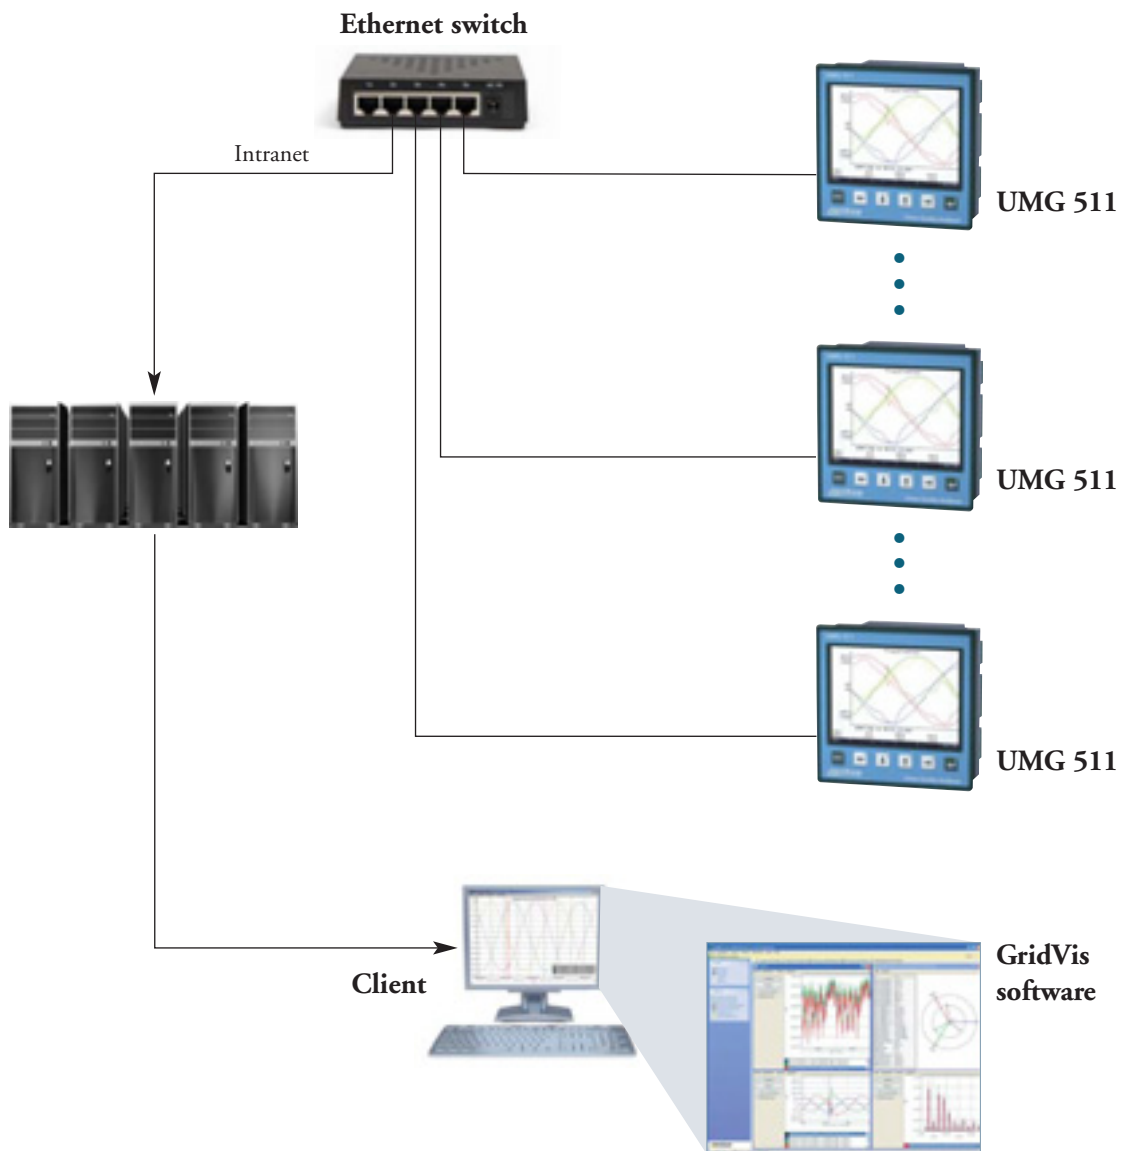 Ethernet switch
Intranet
UMG 511
UMG 511
UMG 511
Client
GridVis
software